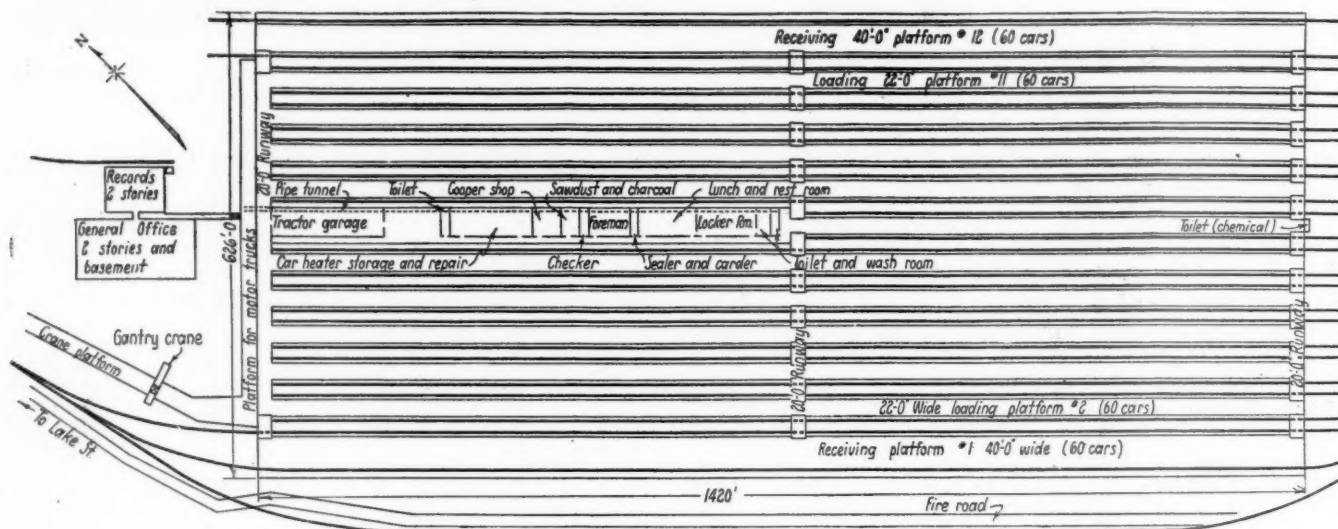 N
Receiving 40'-0" platform #12 (60 cars)
Loading 22'-0" platform #11 (60 cars)
20'-0" Runway
Records
2 stories
Pipe tunnel
Toilet
Cooper shop
Sawdust and charcoal
Lunch and rest room
General Office
2 stories and
basement
626'-0"
Tractor garage
Foreman
Locker Rm.
Toilet (chemical)
Car heater storage and repair
Checker
Sealer and carder
Toilet and wash room
Platform for motor trucks
Gantry crane
Crane platform
20'-0" Runway
20'-0" Runway
To Lake St.
22'-0" Wide loading platform #2 (60 cars)
Receiving platform #1 40'-0" wide (60 cars)
1420'
Fire road